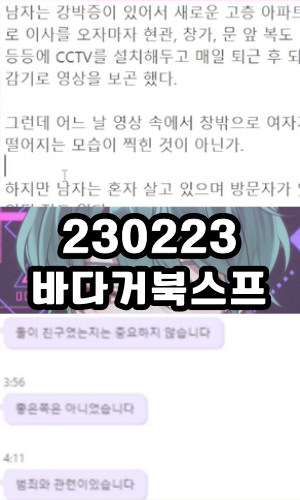 남자는 강박증이 있어서 새로운 고층 아파트
로 이사를 오자마자 현관, 창가, 문 앞 복도
등등에 CCTV를 설치해두고 매일 퇴근 후 되
감기로 영상을 보곤 했다.
그런데 어느 날 영상 속에서 창밖으로 여자가
떨어지는 모습이 찍힌 것이 아닌가.
하지만 남자는 혼자 살고 있으며 방문자가
230223
바다거북스프
둘이 친구였는지는 중요하지 않습니다
3:56
좋은쪽은 아니었습니다
4:11
범죄와 관련이있습니다